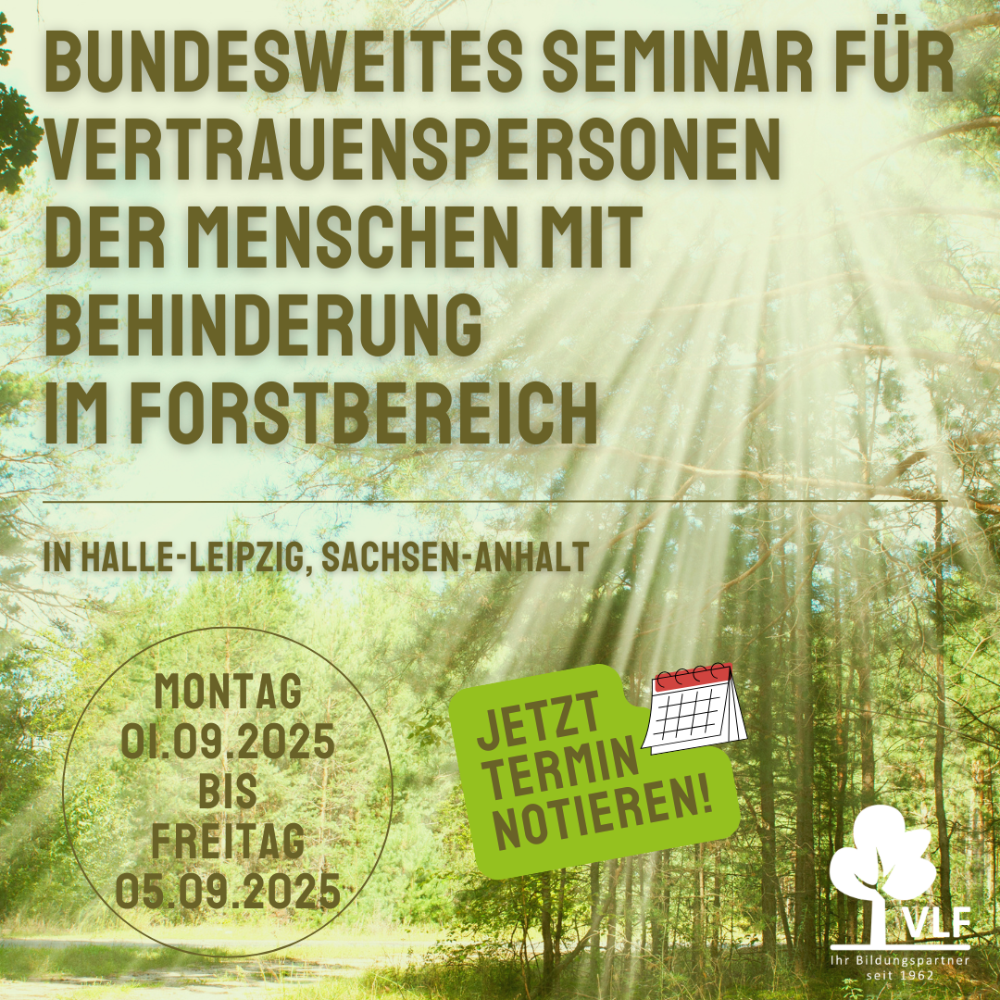 BUNDESWEITES SEMINAR FÜR
VERTRAUENSPERSONEN
DER MENSCHEN MIT
BEHINDERUNG
IM FORSTBEREICH
IN HALLE-LEIPZIG, SACHSEN-ANHALT
MONTAG
01.09.2025
BIS
FREITAG
05.09.2025
JETZT
TERMIN
NOTIEREN!
VLF
Ihr Bildungspartner
seit 1962